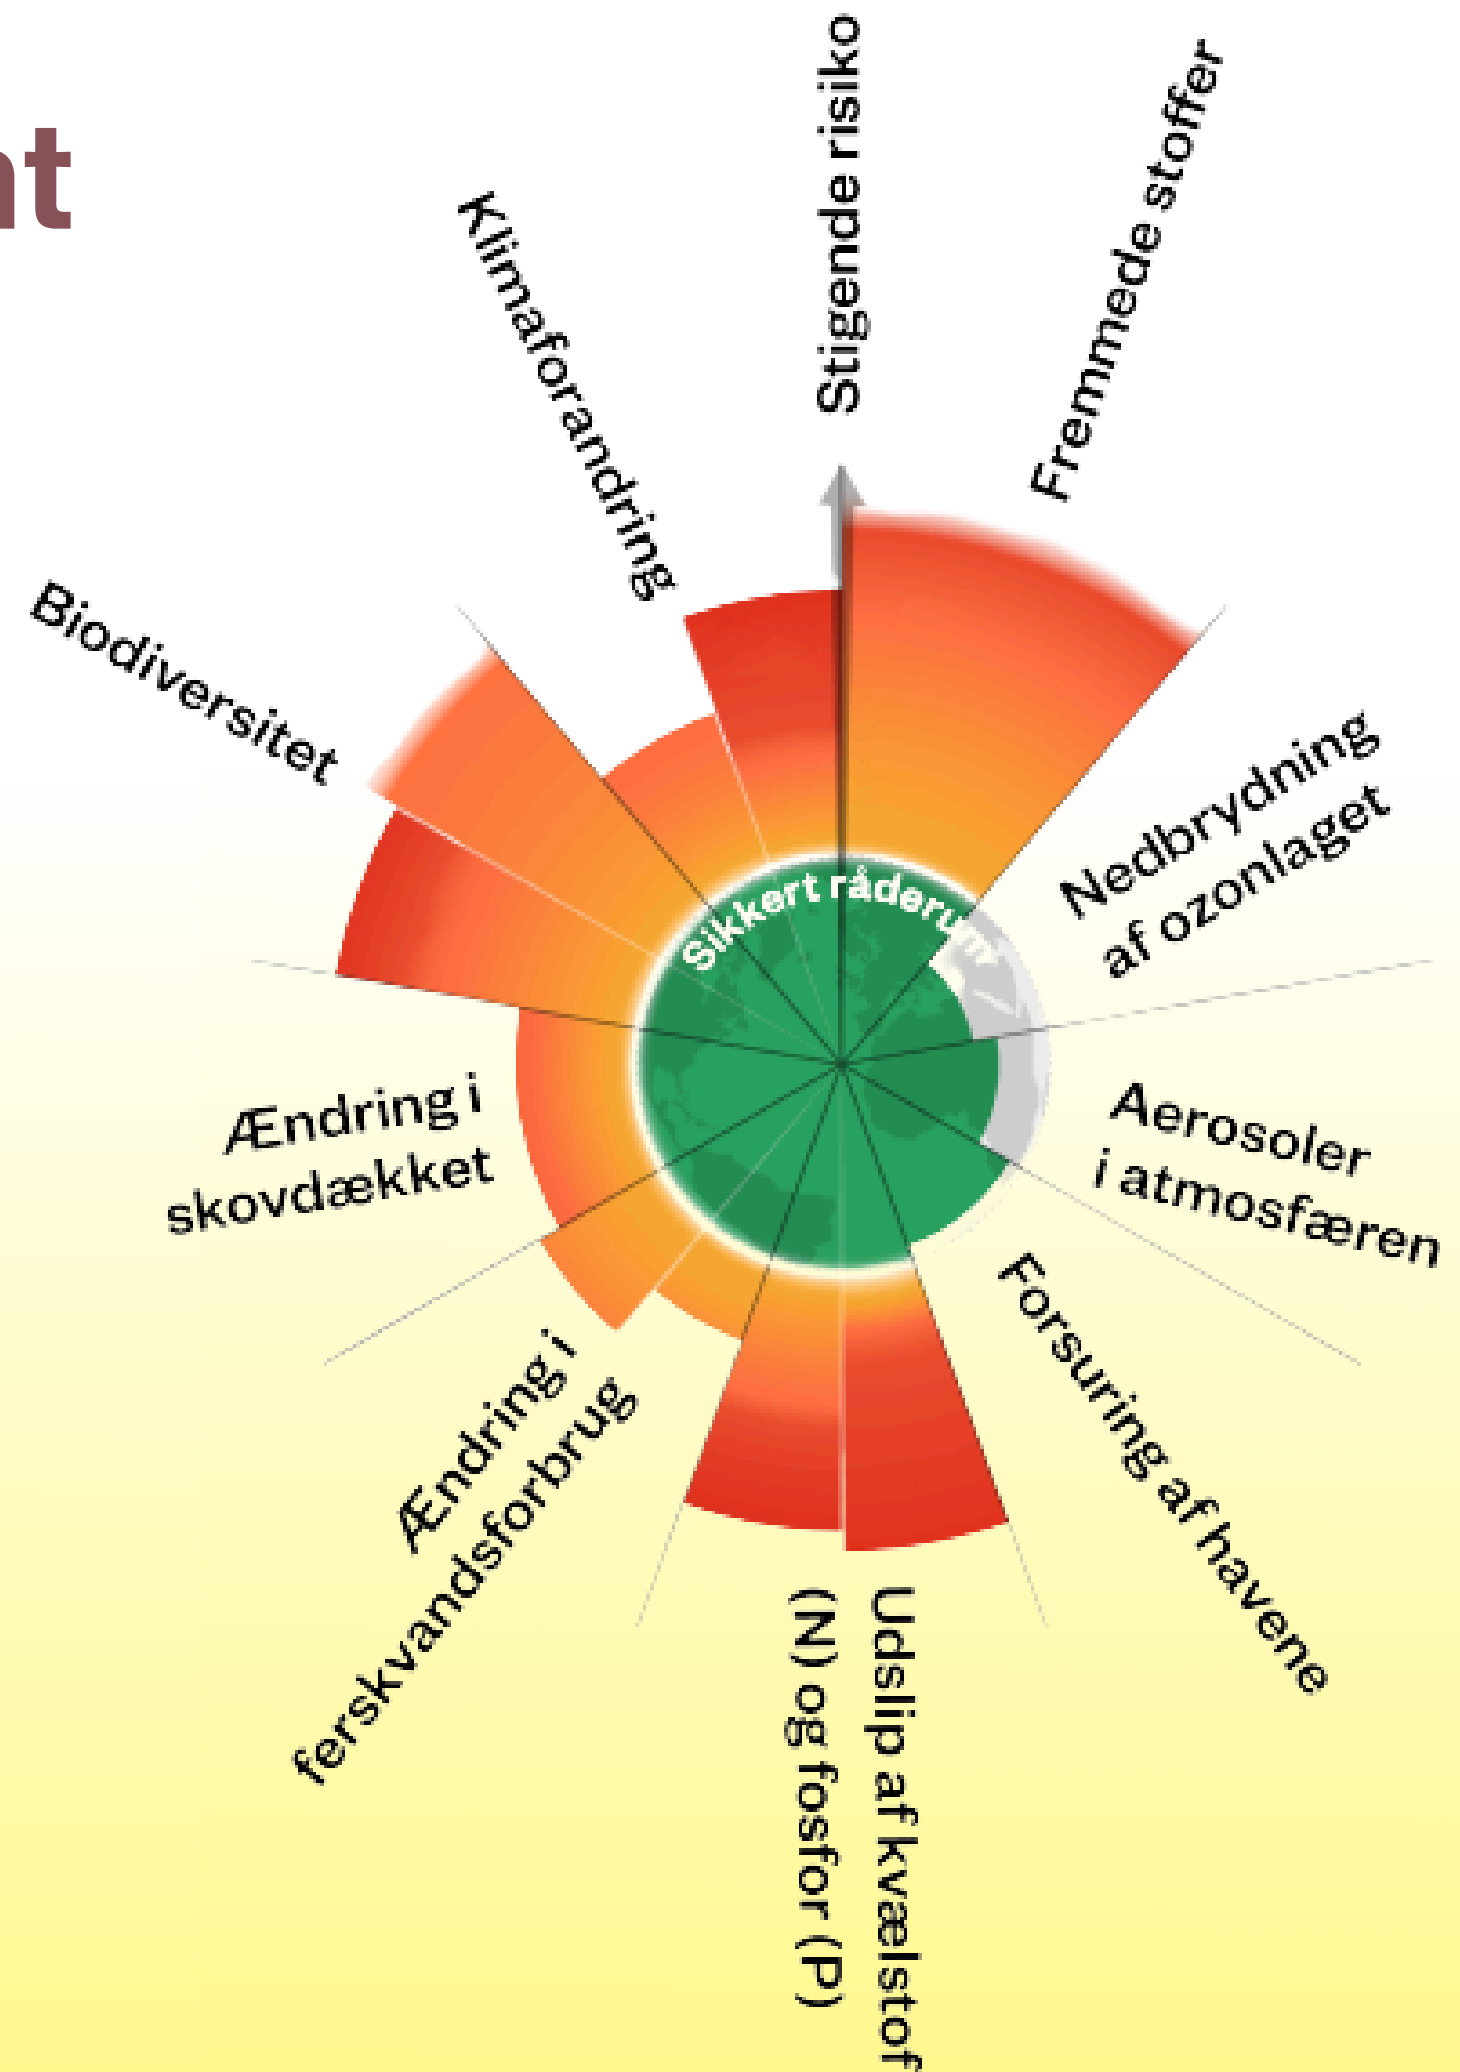 nt
Stigende risiko
Fremmede stoffer
Nedbrydning
af ozonlaget
Aerosoler
i atmosfæren
Forsuring af havene
Udslip af kvælstof
(N) og fosfor (P)
Ændring i
ferskvandsforbrug
Ændring i
skovdækket
Biodiversitet
Klimaforandring
Sikkert råderum